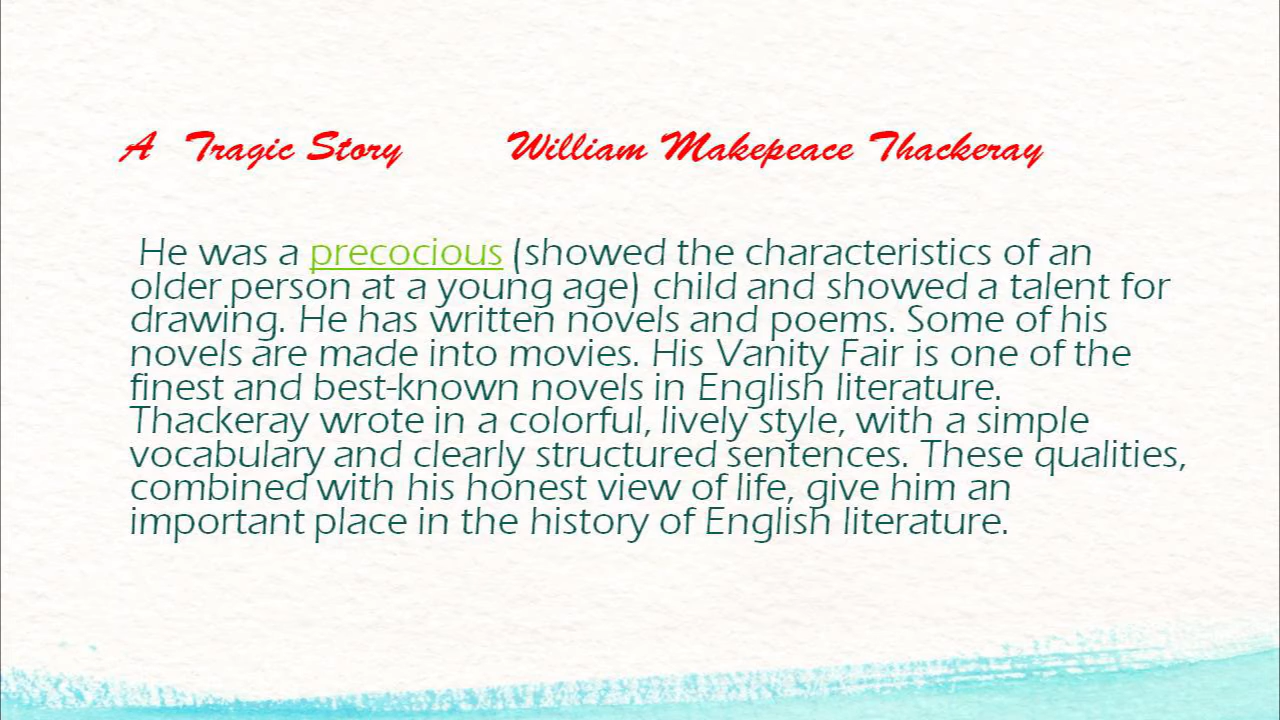 A Tragic Story William Makepeace Thackeray
He was a precocious (showed the characteristics of an
older person at a young age) child and showed a talent for
drawing. He has written novels and poems. Some of his
novels are made into movies. His Vanity Fair is one of the
finest and best-known novels in English literature.
Thackeray wrote in a colorful, lively style, with a simple
vocabulary and clearly structured sentences. These qualities,
combined with his honest view of life, give him an
important place in the history of English literature.